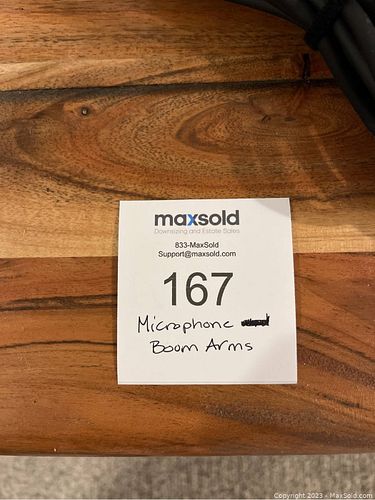 maxsold
Downsizing and Estate Sales
833-MaxSold
Support@maxsold.com
167
Microphone
Boom Arms
Copyright 2023 - MaxSold.com